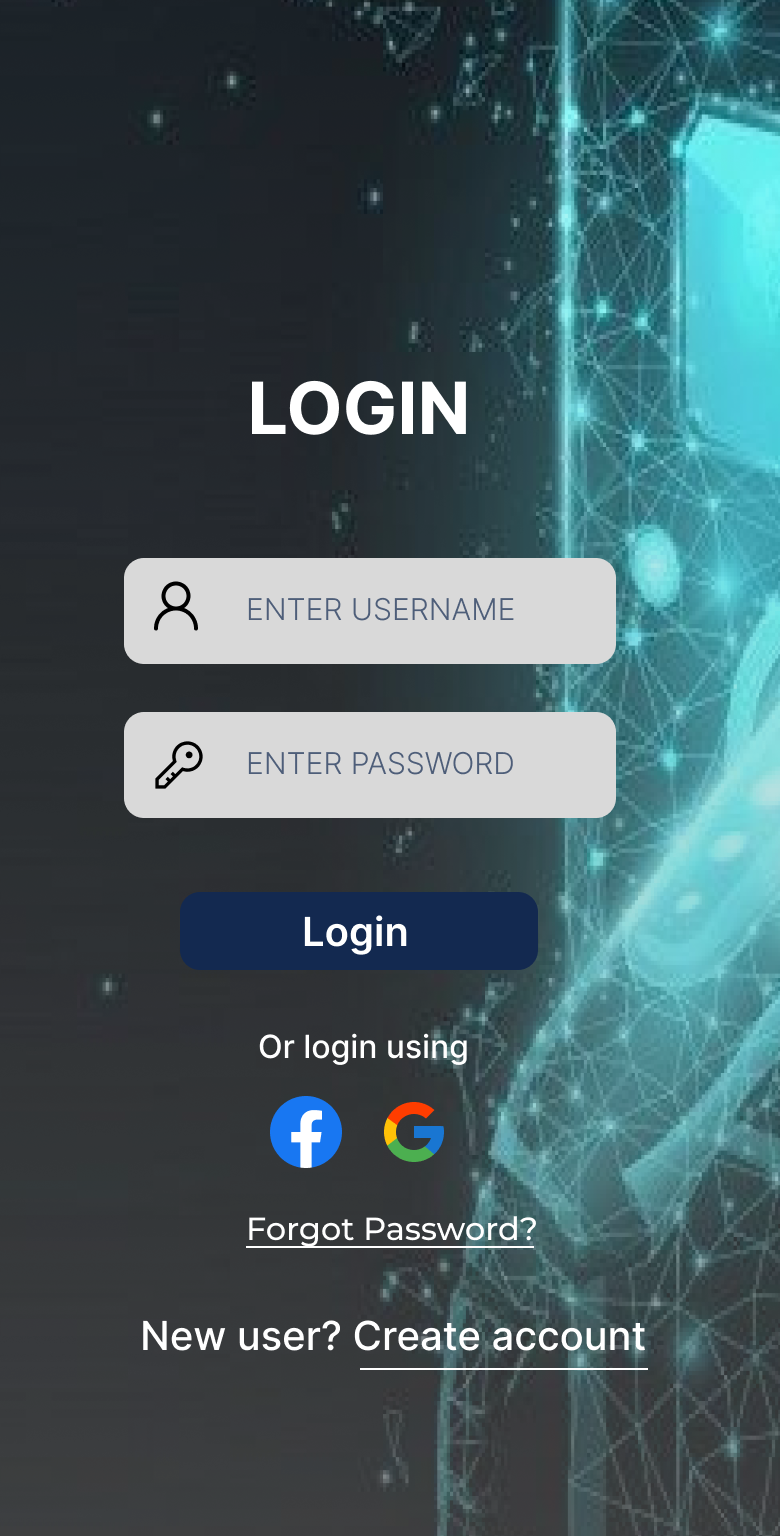 LOGIN
ENTER USERNAME
ENTER PASSWORD
Login
Or login using
Forgot Password?
New user? Create account